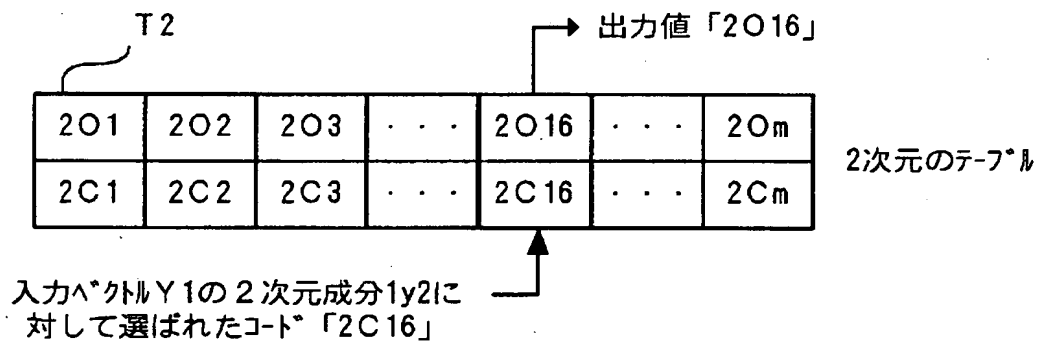 T2
出力値「2O16」
2O1 2O2 2O3 ・・・ 2O16 ・・・ 2Om
2次元のﾃｰﾌﾞﾙ
2C1 2C2 2C3 ・・・ 2C16 ・・・ 2Cm
入力ﾍﾞｸﾄﾙY1の2次元成分1y2に
対して選ばれたｺｰﾄﾞ「2C16」